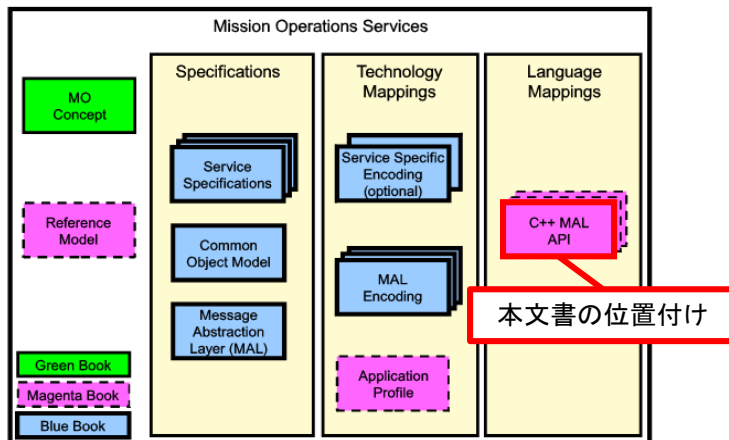 Mission Operations Services
MO
Concept
Reference
Model
Green Book
Magenta Book
Blue Book
Specifications
Service
Specifications
Common
Object Model
Message
Abstraction
Layer (MAL)
Technology
Mappings
Service Specific
Encoding
(optional)
MAL
Encoding
Application
Profile
Language
Mappings
C++ MAL
API
本文書の位置付け